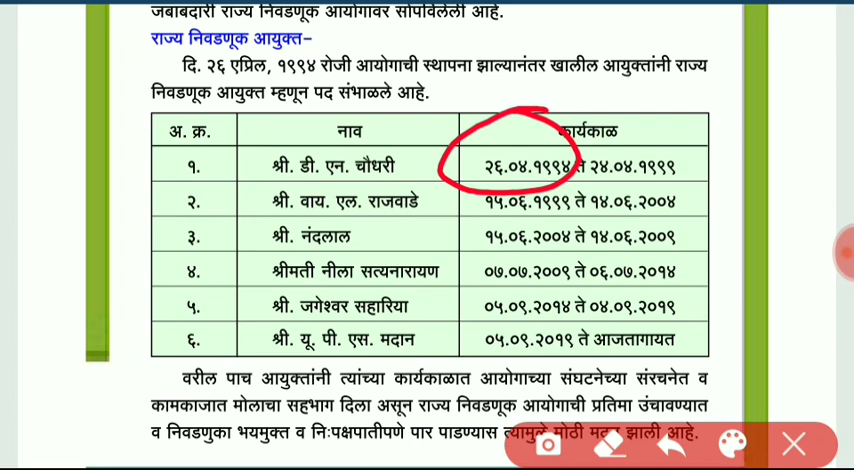 जबाबदारी राज्य निवडणूक आयोगावर सोपविलेली आहे.
राज्य निवडणूक आयुक्त–
दि. २६ एप्रिल, १९९४ रोजी आयोगाची स्थापना झाल्यानंतर खालील आयुक्तांनी राज्य
निवडणूक आयुक्त म्हणून पद संभाळले आहे.
अ. क्र. नाव कार्यकाळ
१. श्री. डी. एन. चौधरी २६.०४.१९९४ ते २४.०४.१९९९
२. श्री. वाय. एल. राजवाडे १५.०६.१९९९ ते १४.०६.२००४
३. श्री. नंदलाल १५.०६.२००४ ते १४.०६.२००९
४. श्रीमती नीला सत्यनारायण ०७.०७.२००९ ते ०६.०७.२०१४
५. श्री. जगेश्वर सहारिया ०५.०९.२०१४ ते ०४.०९.२०१९
६. श्री. यू. पी. एस. मदान ०५.०९.२०१९ ते आजतागायत
वरील पाच आयुक्तांनी त्यांच्या कार्यकाळात आयोगाच्या संघटनेच्या संरचनेत व
कामकाजात मोलाचा सहभाग दिला असून राज्य निवडणूक आयोगाची प्रतिमा उंचावण्यात
व निवडणुका भयमुक्त व निःपक्षपातीपणे पार पाडण्यास त्यामुळे मोठी मदत झाली आहे.